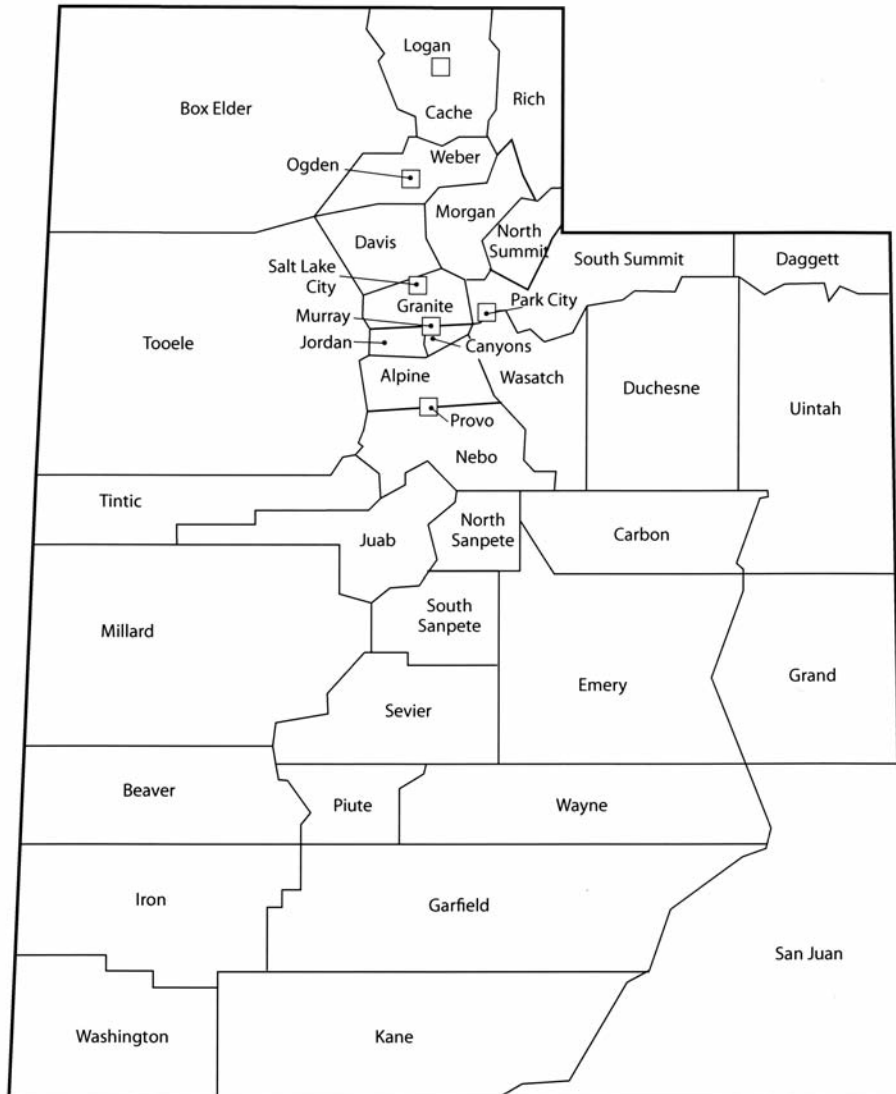 Logan
Box Elder
Rich
Cache
Weber
Ogden
Morgan
North
Summit
Davis
South Summit
Daggett
Salt Lake
City
Granite
Park City
Murray
Tooele
Jordan
Canyons
Alpine
Wasatch
Duchesne
Uintah
Provo
Nebo
Tintic
North
Sanpete
Juab
Carbon
South
Sanpete
Millard
Emery
Grand
Sevier
Beaver
Piute
Wayne
Iron
Garfield
San Juan
Washington
Kane